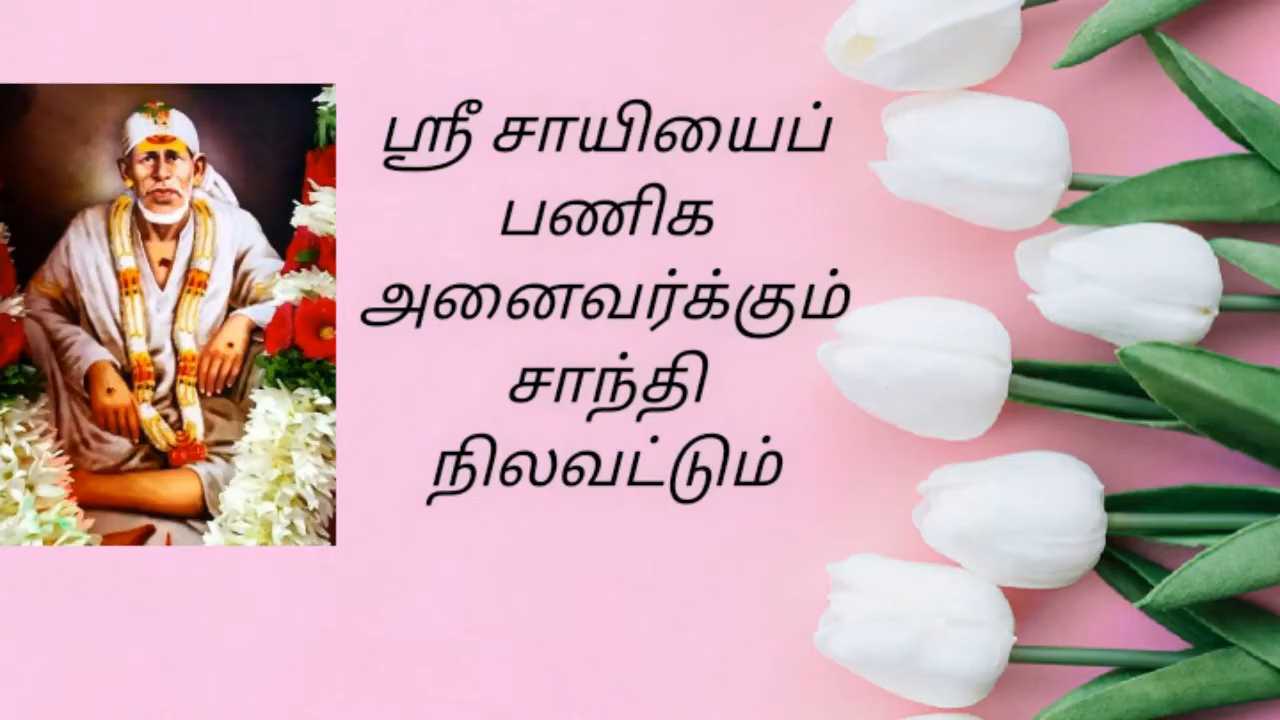 ஸ்ரீ சாயியைப்
பணிக
அனைவர்க்கும்
சாந்தி
நிலவட்டும்